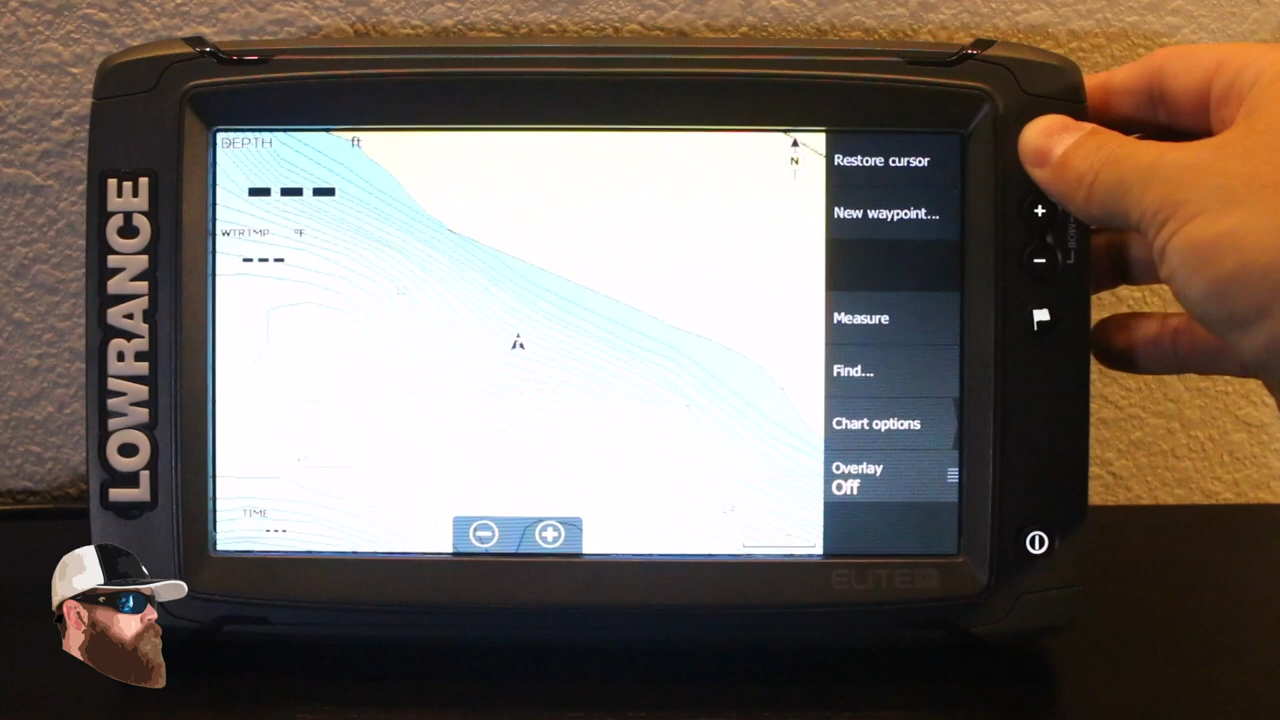 LOWRANCE
DEPTH ft
WTRTMP °F
TIME
N
Restore cursor
New waypoint...
Measure
Find...
Chart options
Overlay
Off
ELITE